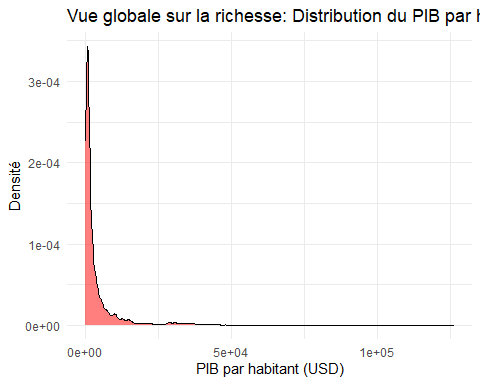 Vue globale sur la richesse: Distribution du PIB par h
3e-04
2e-04
1e-04
0e+00
Densité
0e+00 5e+04 1e+05
PIB par habitant (USD)